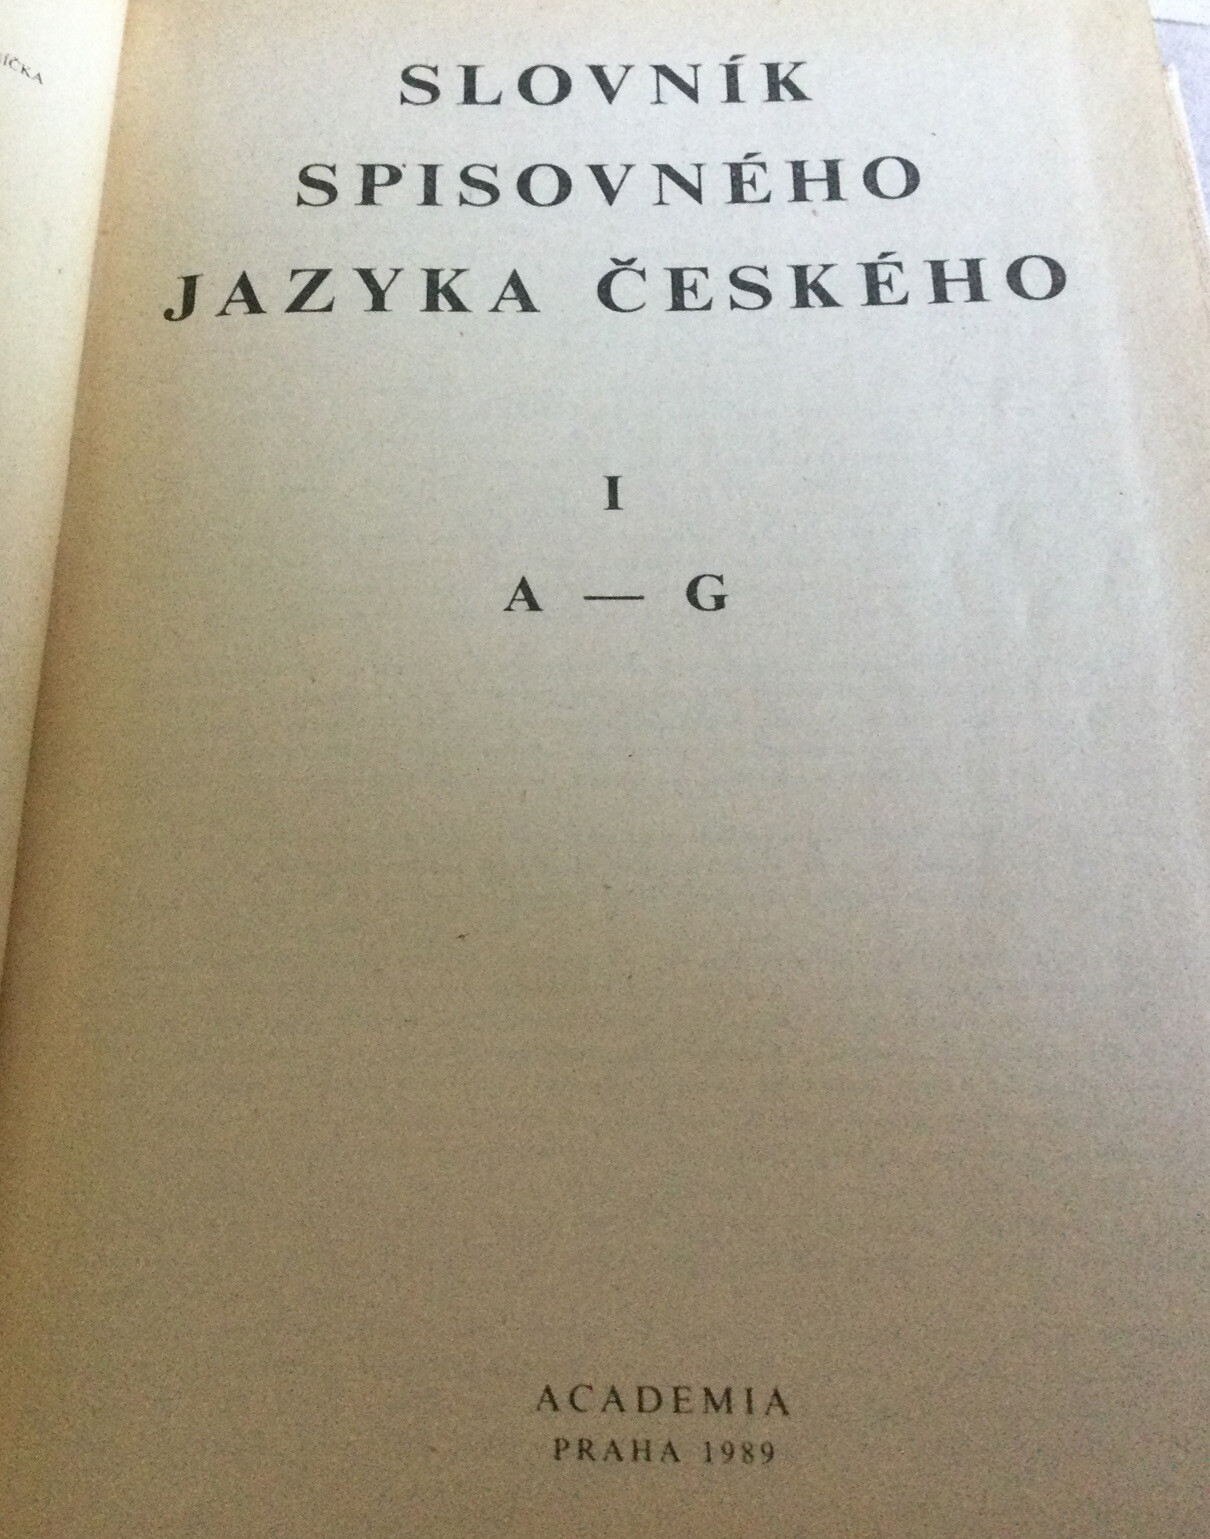 SLOVNÍK
SPISOVNÉHO
JAZYKA ČESKÉHO
I
A — G
ACADEMIA
PRAHA 1989